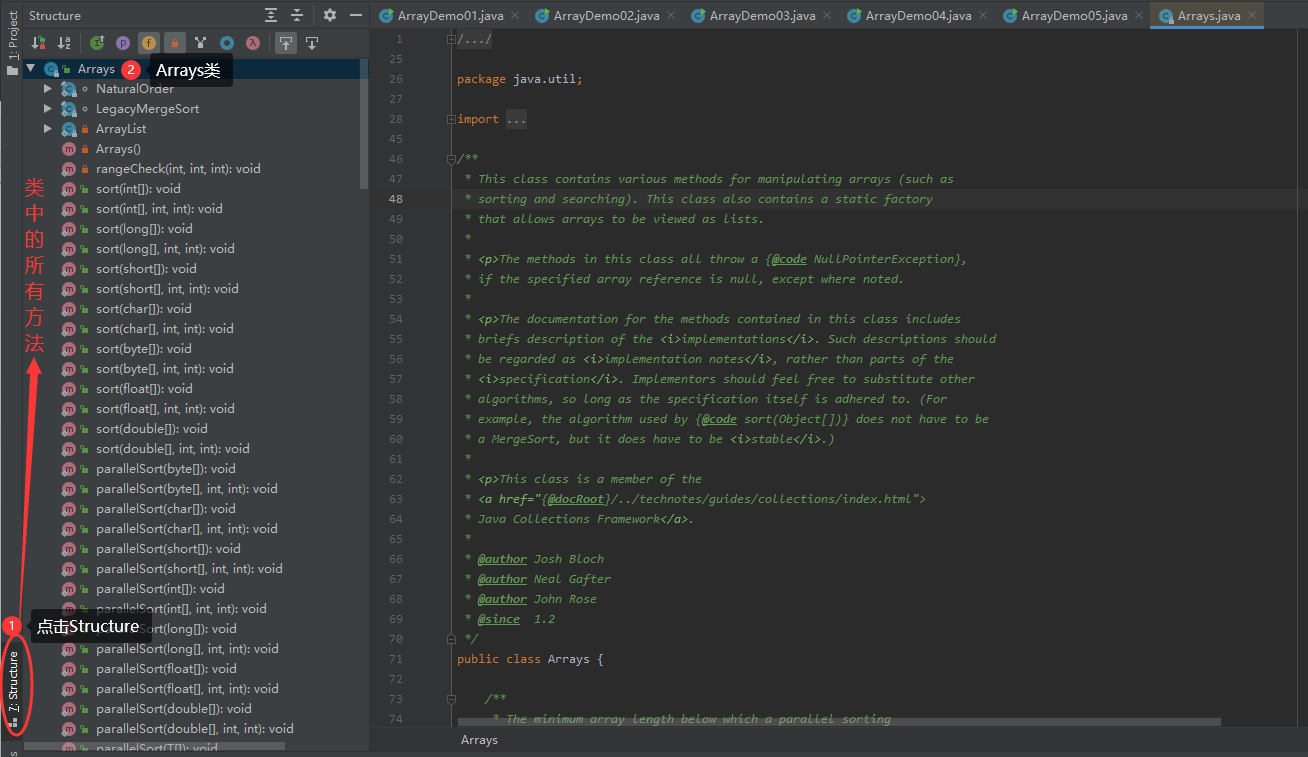 Structure
ArrayDemo01.java
ArrayDemo02.java
ArrayDemo03.java
ArrayDemo04.java
ArrayDemo05.java
Arrays.java
1: Project
Arrays
2
Arrays类
NaturalOrder
LegacyMergeSort
ArrayList
Arrays()
rangeCheck(int, int, int): void
sort(int[]): void
sort(int[], int, int): void
sort(long[]): void
sort(long[], int, int): void
sort(short[]): void
sort(short[], int, int): void
sort(char[]): void
sort(char[], int, int): void
sort(byte[]): void
sort(byte[], int, int): void
sort(float[]): void
sort(float[], int, int): void
sort(double[]): void
sort(double[], int, int): void
parallelSort(byte[]): void
parallelSort(byte[], int, int): void
parallelSort(char[]): void
parallelSort(char[], int, int): void
parallelSort(short[]): void
parallelSort(short[], int, int): void
parallelSort(int[]): void
parallelSort(int[], int, int): void
(long[]): void
parallelSort(long[], int, int): void
parallelSort(float[]): void
parallelSort(float[], int, int): void
parallelSort(double[]): void
parallelSort(double[], int, int): void
parallelSort(T[]): void
类中的所有方法
1
点击Structure
7: Structure
1 /.../
25
26 package java.util;
27
28 import ...
45
46 /**
47 * This class contains various methods for manipulating arrays (such as
48 * sorting and searching). This class also contains a static factory
49 * that allows arrays to be viewed as lists.
50 *
51 * <p>The methods in this class all throw a {@code NullPointerException},
52 * if the specified array reference is null, except where noted.
53 *
54 * <p>The documentation for the methods contained in this class includes
55 * briefs description of the <i>implementations</i>. Such descriptions should
56 * be regarded as <i>implementation notes</i>, rather than parts of the
57 * <i>specification</i>. Implementors should feel free to substitute other
58 * algorithms, so long as the specification itself is adhered to. (For
59 * example, the algorithm used by {@code sort(Object[])} does not have to be
60 * a MergeSort, but it does have to be <i>stable</i>.)
61 *
62 * <p>This class is a member of the
63 * <a href="{@docRoot}/../technotes/guides/collections/index.html">
64 * Java Collections Framework</a>.
65 *
66 * @author Josh Bloch
67 * @author Neal Gafter
68 * @author John Rose
69 * @since 1.2
70 */
71 public class Arrays {
72
73 /**
74 * The minimum array length below which a parallel sorting
Arrays